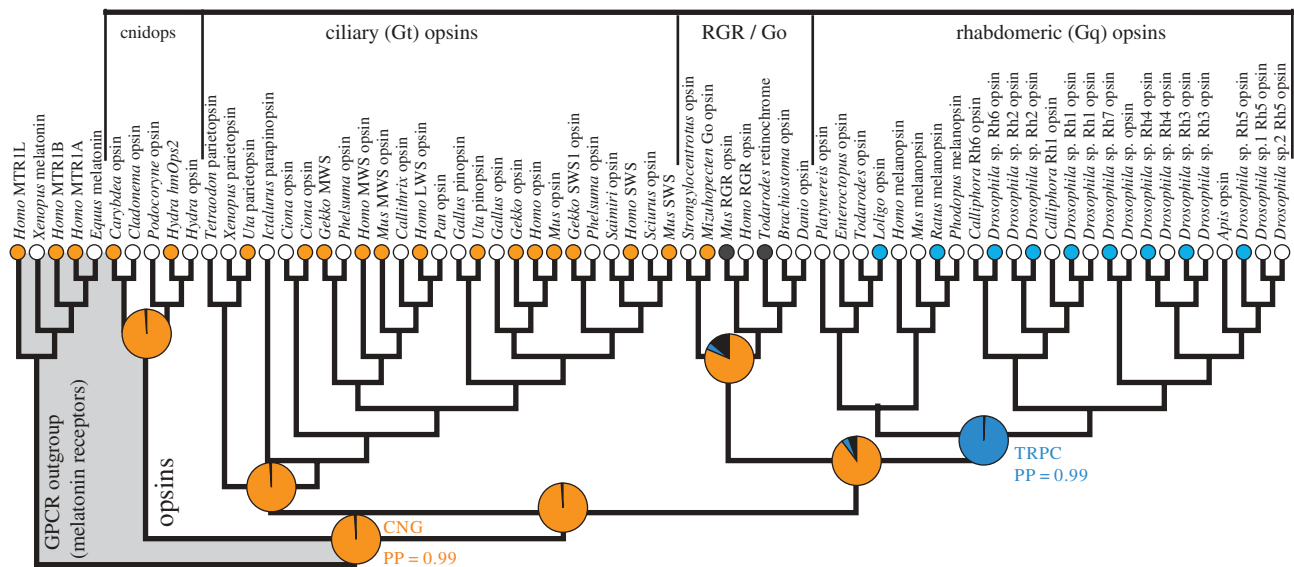 cnidops
ciliary (Gt) opsins
RGR / Go
rhabdomeric (Gq) opsins
Homo MTR1L
Xenopus melatonin
Homo MTR1B
Homo MTR1A
Equus melatonin
Carybdea opsin
Cladonema opsin
Podocoryne opsin
Hydra hmOps2
Hydra opsin
Tetraodon parietopsin
Xenopus parietopsin
Uta parietopsin
Ictalurus parapinopsin
Ciona opsin
Ciona opsin
Gekko MWS
Phelsuma opsin
Homo MWS opsin
Mus MWS opsin
Callithrix opsin
Homo LWS opsin
Pan opsin
Gallus pinopsin
Uta pinopsin
Gallus opsin
Gekko opsin
Homo opsin
Mus opsin
Gekko SWS1 opsin
Phelsuma opsin
Saimiri opsin
Homo SWS
Sciurus opsin
Mus SWS
Strongylocentrotus opsin
Mizuhopecten Go opsin
Mus RGR opsin
Homo RGR opsin
Todarodes retinochrome
Brachiostoma opsin
Danio opsin
Platynereis opsin
Enteroctopus opsin
Todarodes opsin
Loligo opsin
Homo melanopsin
Mus melanopsin
Rattus melanopsin
Phodopus melanopsin
Calliphora Rh6 opsin
Drosophila sp. Rh6 opsin
Drosophila sp. Rh2 opsin
Drosophila sp. Rh2 opsin
Calliphora Rh1 opsin
Drosophila sp. Rh1 opsin
Drosophila sp. Rh1 opsin
Drosophila sp. Rh7 opsin
Drosophila sp. opsin
Drosophila sp. Rh4 opsin
Drosophila sp. Rh4 opsin
Drosophila sp. Rh3 opsin
Drosophila sp. Rh3 opsin
Apis opsin
Drosophila sp. Rh5 opsin
Drosophila sp.1 Rh5 opsin
Drosophila sp.2 Rh5 opsin
GPCR outgroup
(melatonin receptors)
opsins
TRPC
PP = 0.99
CNG
PP = 0.99